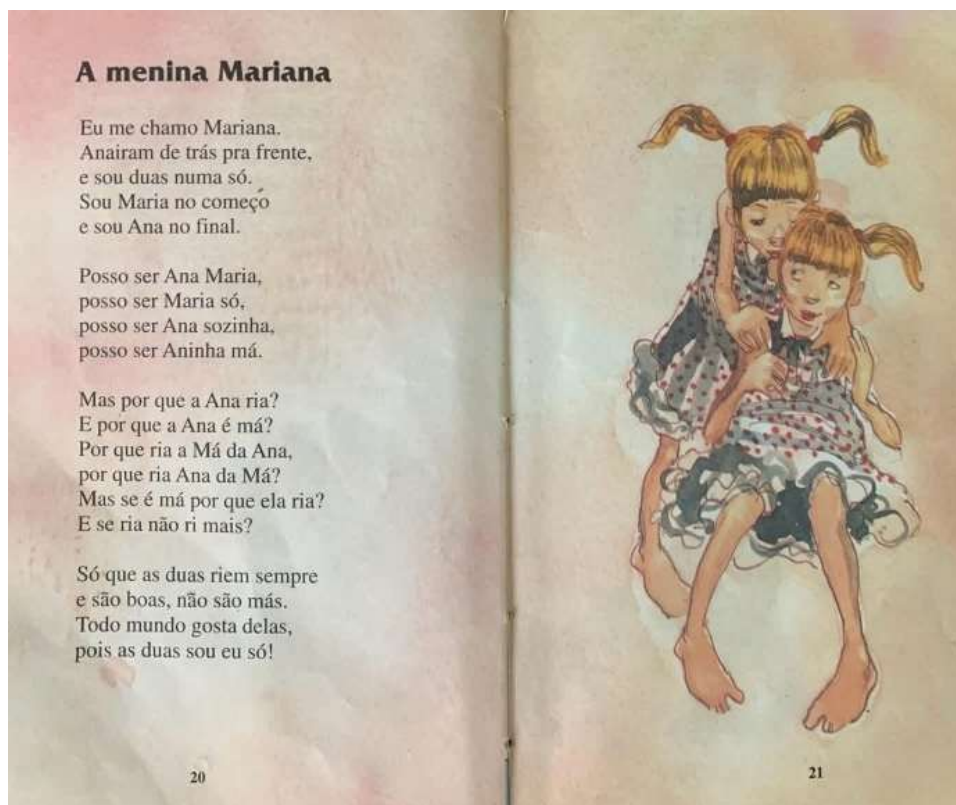 A menina Mariana
Eu me chamo Mariana.
Anairam de trás pra frente,
e sou duas numa só.
Sou Maria no começo
e sou Ana no final.
Posso ser Ana Maria,
posso ser Maria só,
posso ser Ana sozinha,
posso ser Aninha má.
Mas por que a Ana ria?
E por que a Ana é má?
Por que ria a Má da Ana,
por que ria Ana da Má?
Mas se é má por que ela ria?
E se ria não ri mais?
Só que as duas riem sempre
e são boas, não são más.
Todo mundo gosta delas,
pois as duas sou eu só!
20
21